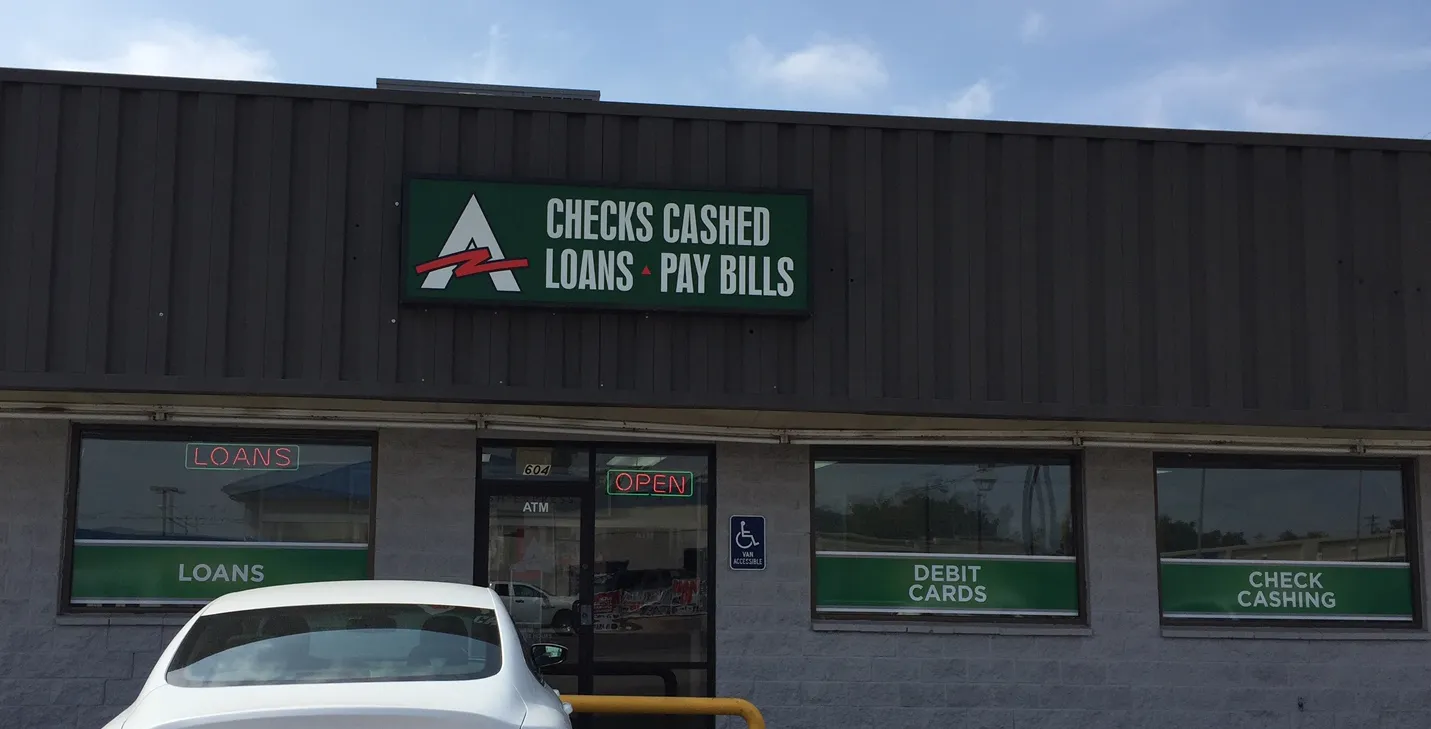 CHECKS CASHED
LOANS PAY BILLS
LOANS
604
OPEN
ATM
VAN
ACCESSIBLE
LOANS
DEBIT
CARDS
CHECK
CASHING